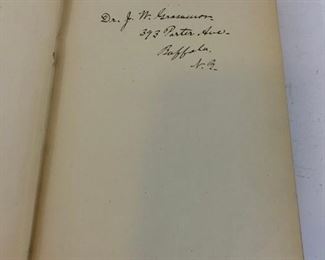 Dr. J. W. Grosvenor.
393 Porter Ave.
Buffalo.
N. Y.